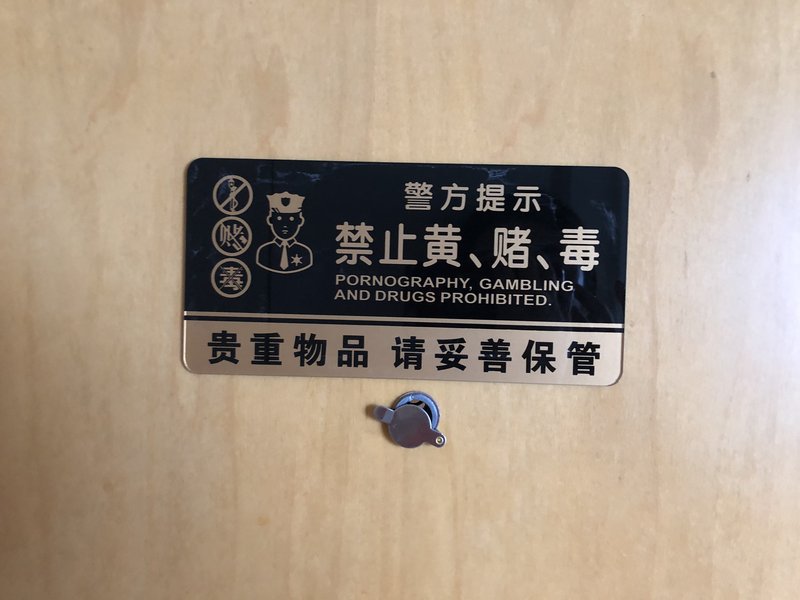 警方提示
禁止黄、赌、毒
PORNOGRAPHY, GAMBLING
AND DRUGS PROHIBITED.
赌
毒
贵重物品 请妥善保管